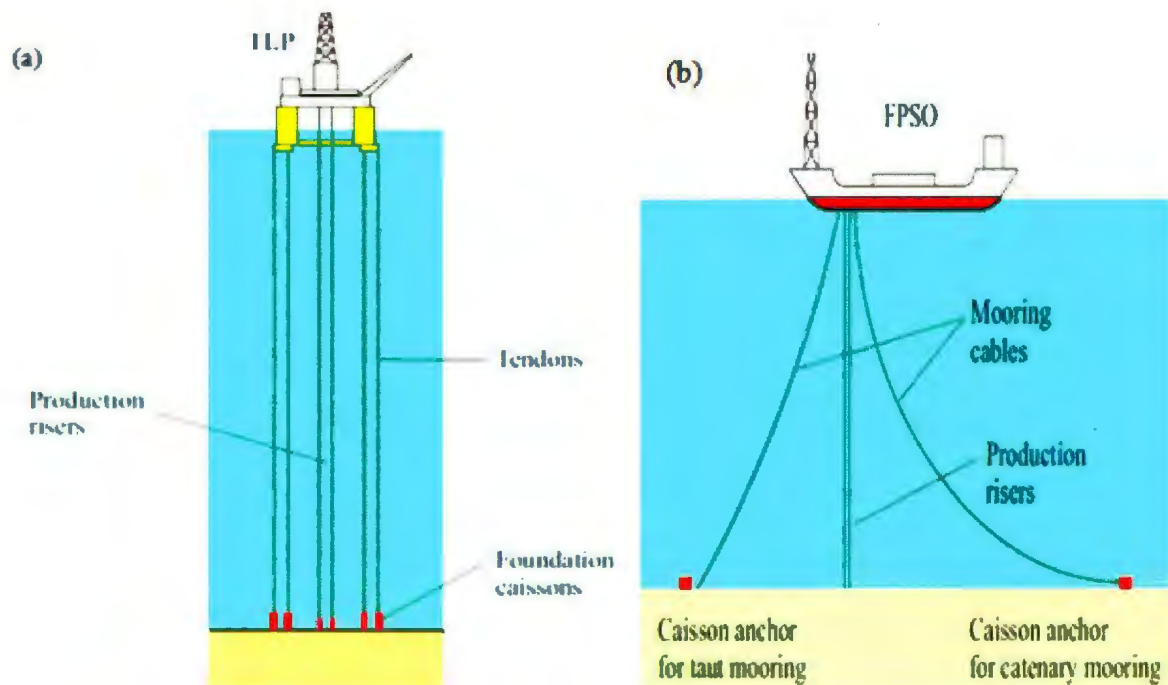 (a)
TLP
Production
risers
Tendons
Foundation
caissons
(b)
FPSO
Mooring
cables
Production
risers
Caisson anchor
for taut mooring
Caisson anchor
for catenary mooring